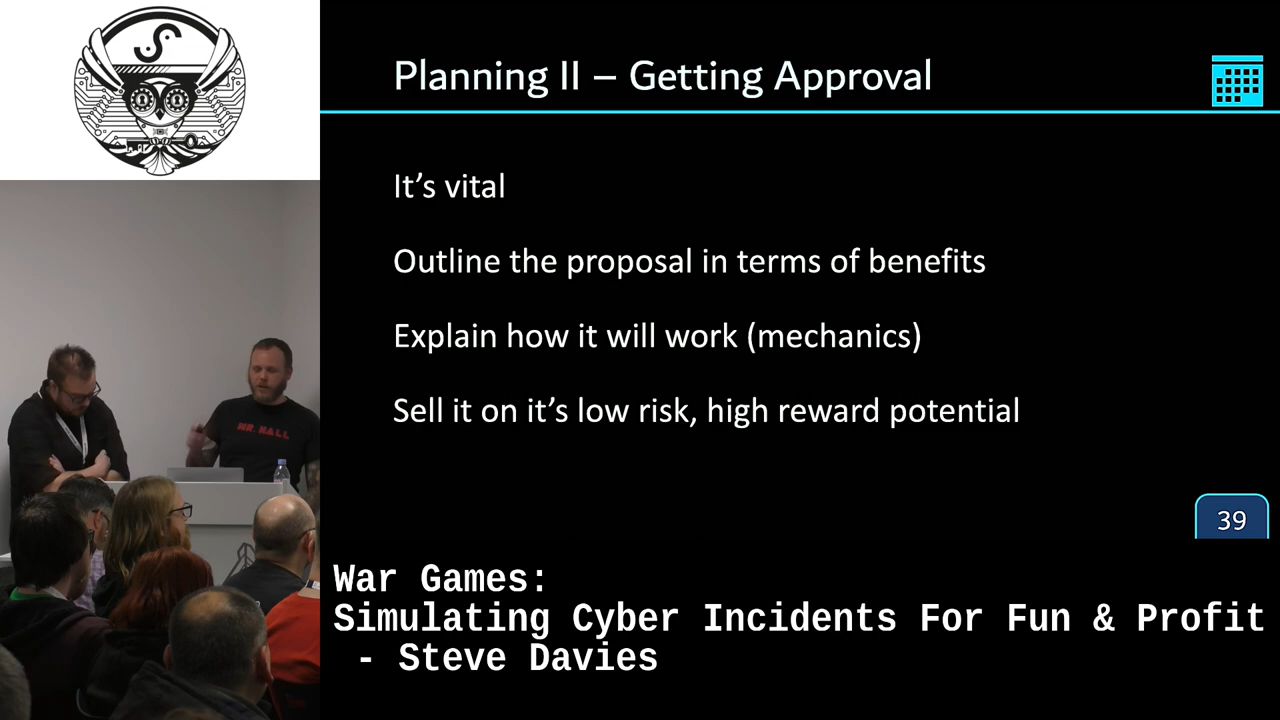 Planning II – Getting Approval
It's vital
Outline the proposal in terms of benefits
Explain how it will work (mechanics)
Sell it on it's low risk, high reward potential
39
MR. BALL
War Games:
Simulating Cyber Incidents For Fun & Profit
- Steve Davies